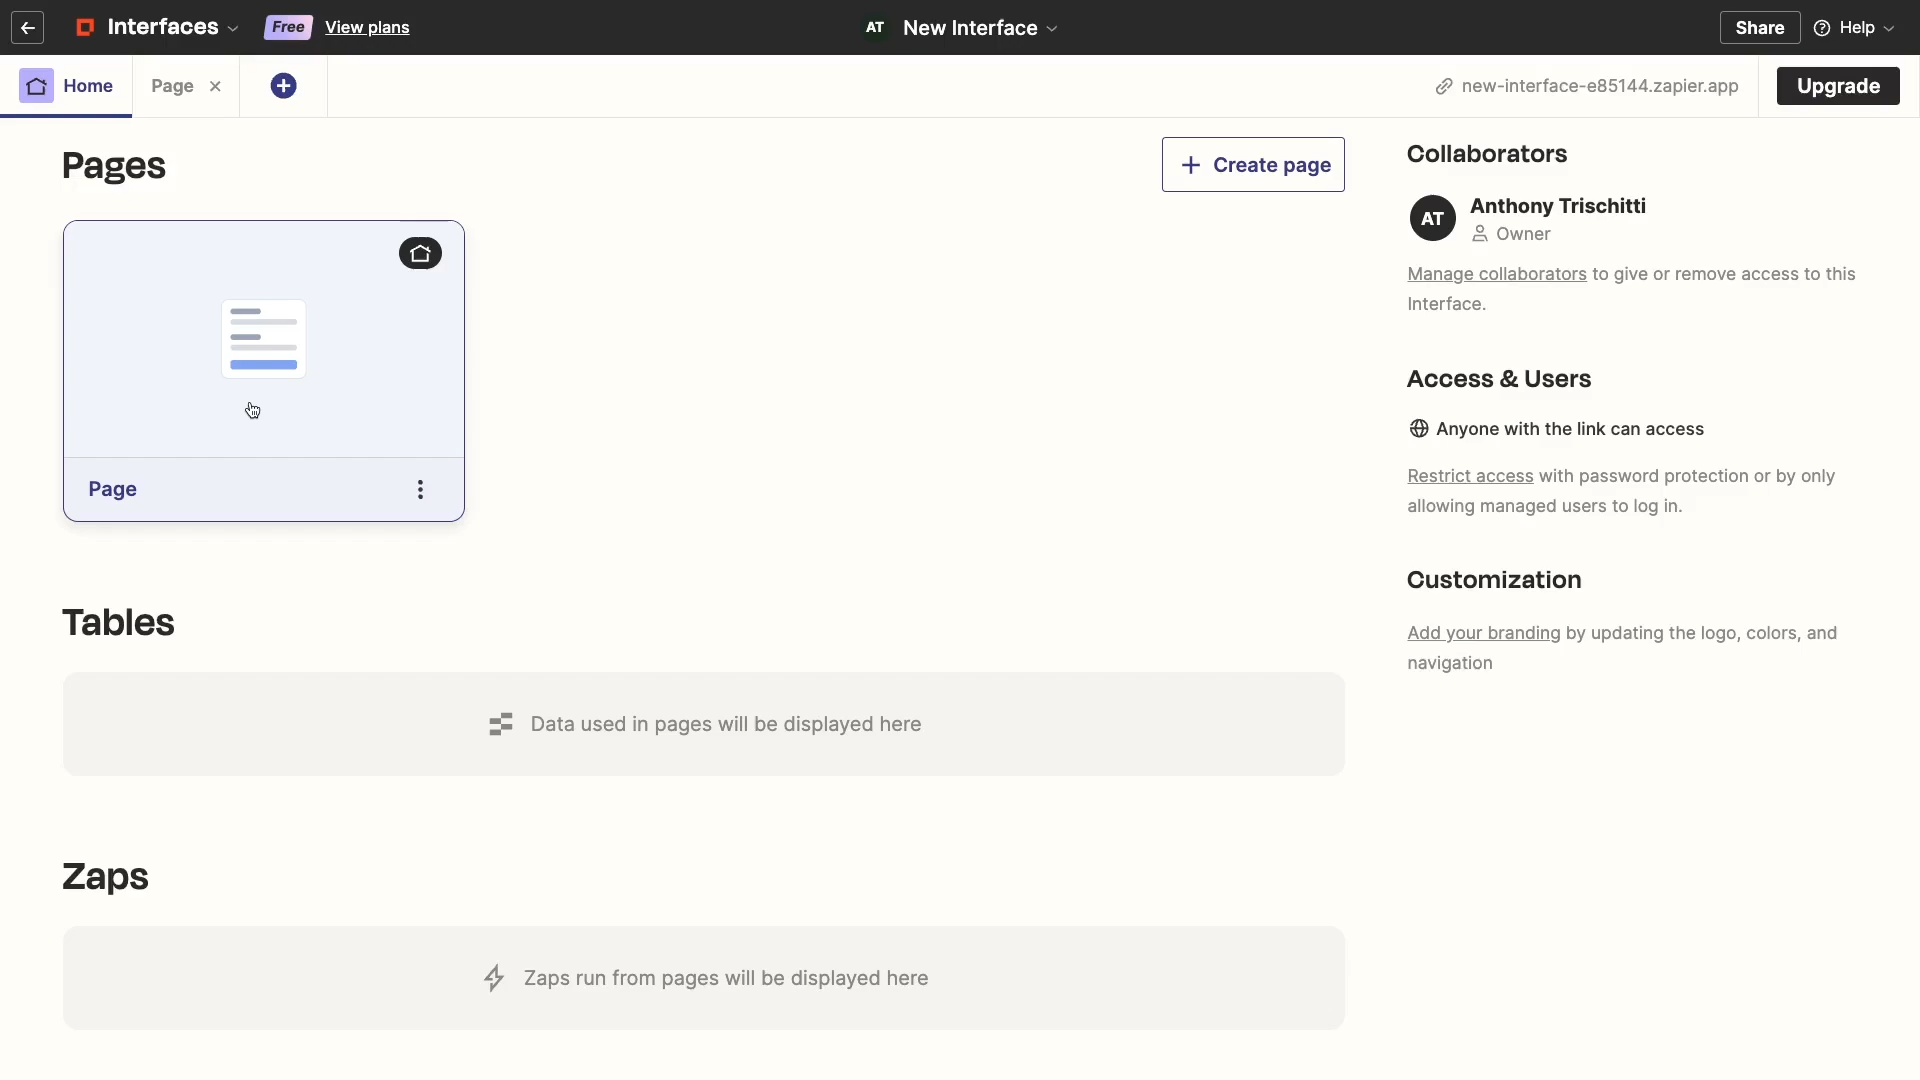 Interfaces
Free
View plans
AT
New Interface
Share
Help
Home
Page
new-interface-e85144.zapier.app
Upgrade
Pages
Create page
Page
Tables
Data used in pages will be displayed here
Zaps
Zaps run from pages will be displayed here
Collaborators
AT
Anthony Trischitti
Owner
Manage collaborators to give or remove access to this
Interface.
Access & Users
Anyone with the link can access
Restrict access with password protection or by only
allowing managed users to log in.
Customization
Add your branding by updating the logo, colors, and
navigation